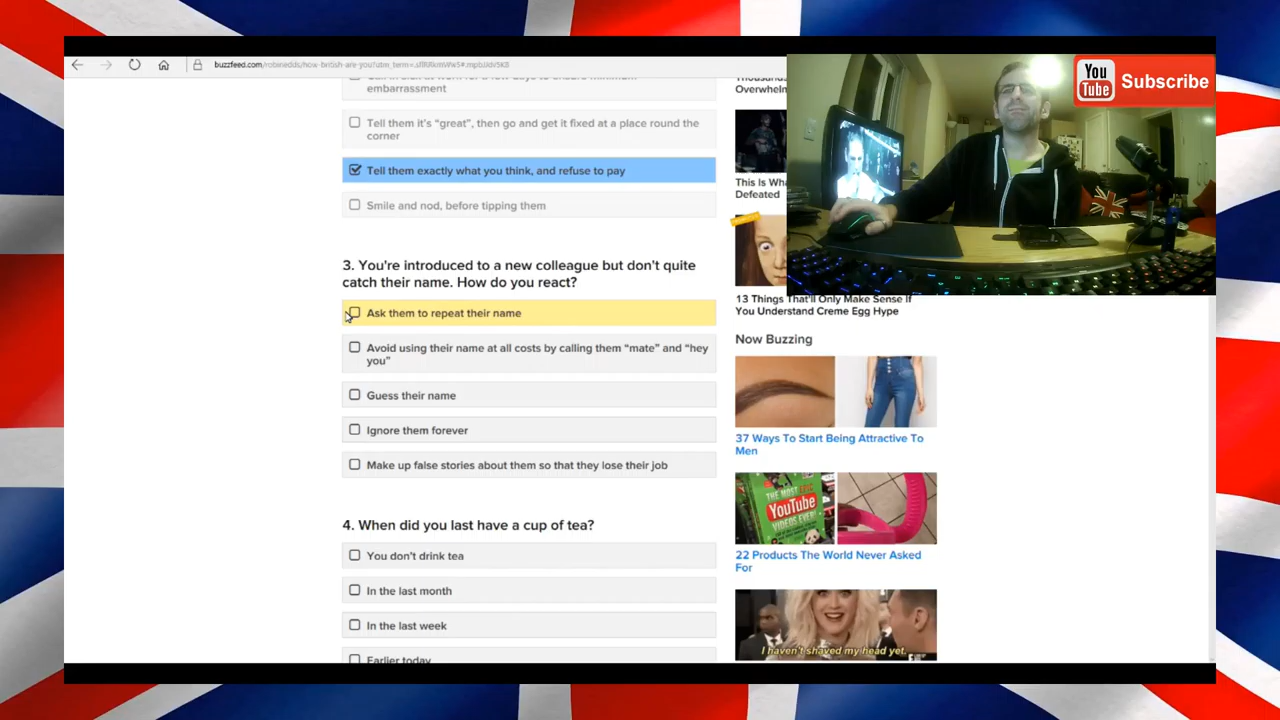 buzzfeed.com
embarrassment
Tell them it's "great", then go and get it fixed at a place round the
corner
Tell them exactly what you think, and refuse to pay
Smile and nod, before tipping them
3. You're introduced to a new colleague but don't quite
catch their name. How do you react?
Ask them to repeat their name
Avoid using their name at all costs by calling them "mate" and "hey
you"
Guess their name
Ignore them forever
Make up false stories about them so that they lose their job
4. When did you last have a cup of tea?
You don't drink tea
In the last month
In the last week
Earlier today
Thousands
Overwhelm
This Is Wha
Defeated
13 Things That'll Only Make Sense If
You Understand Creme Egg Hype
Now Buzzing
37 Ways To Start Being Attractive To
Men
THE MOST
YouTube
VIDEOS EVER!
22 Products The World Never Asked
For
I haven't shaved my head yet.
You
Tube
Subscribe